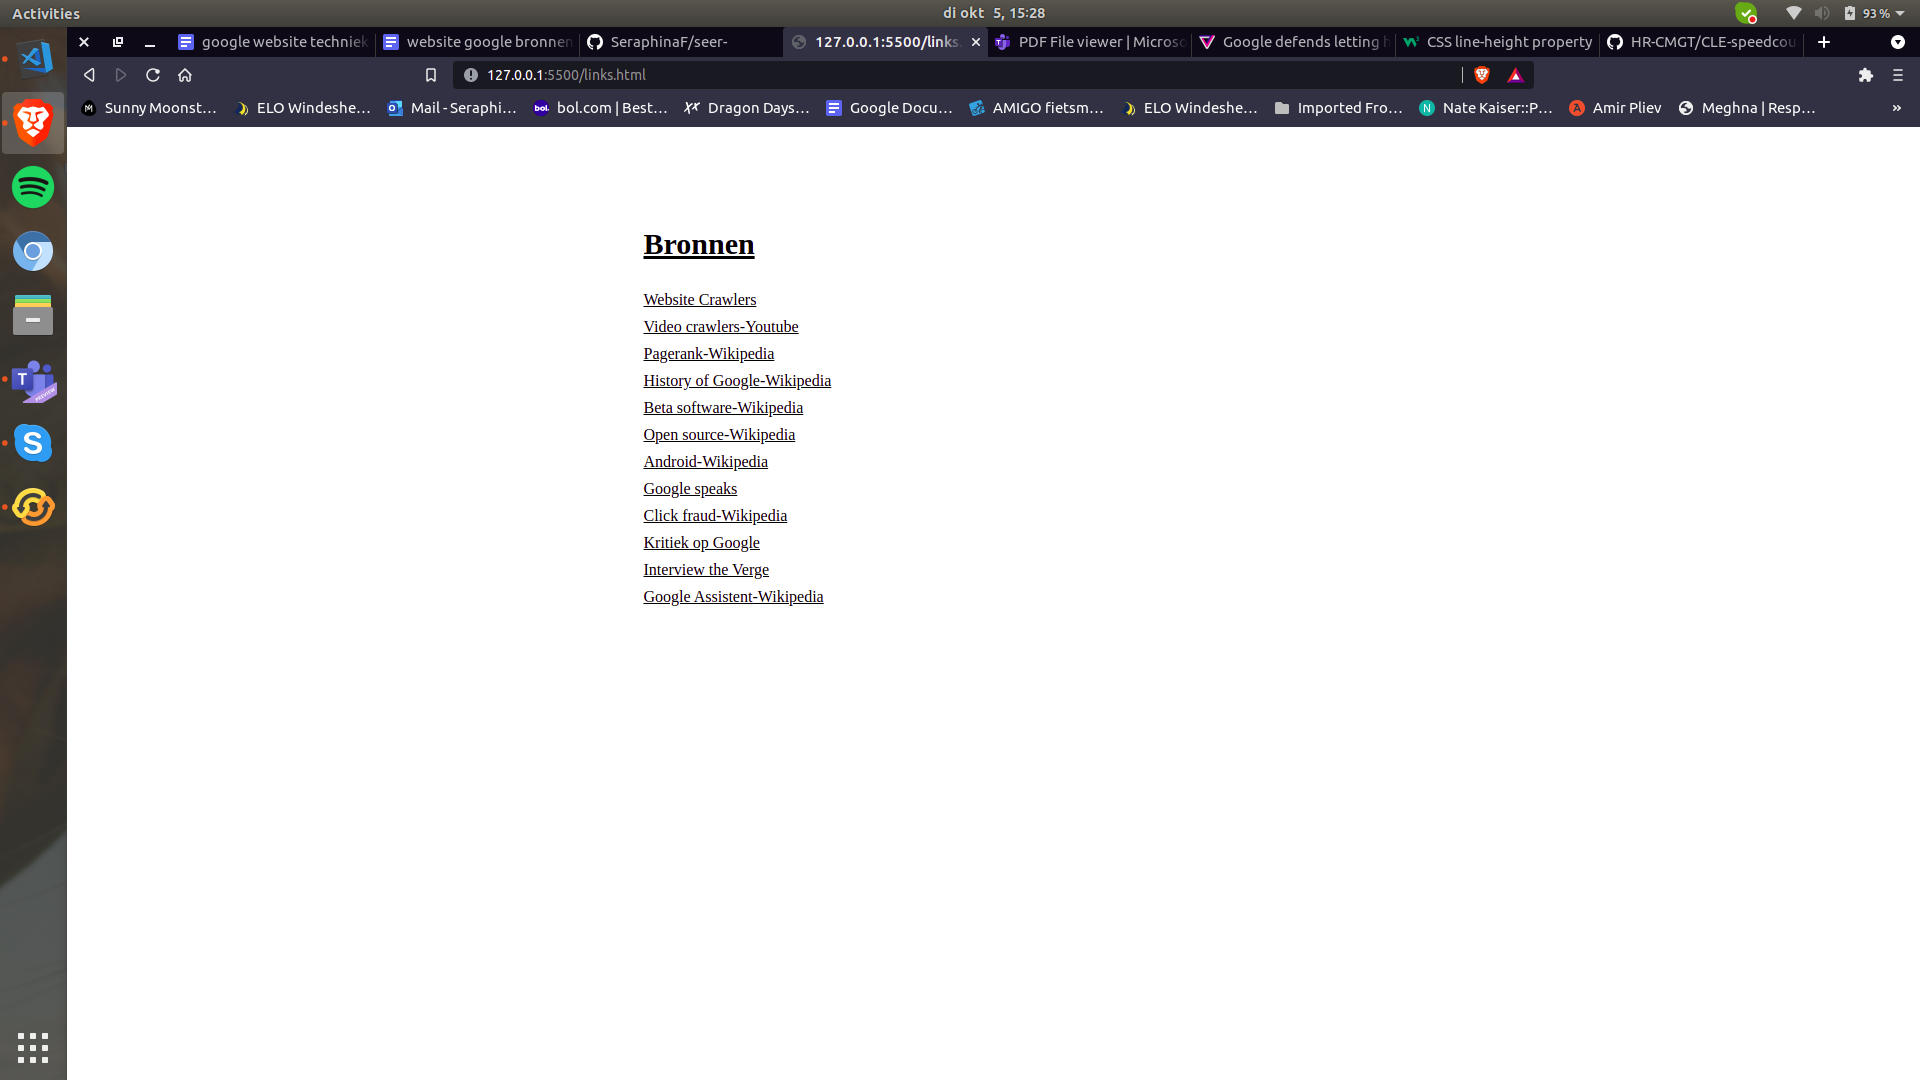 Activities
di okt 5, 15:28
93 %
google website techniek
website google bronnen
SeraphinaF/seer-
127.0.0.1:5500/links.
PDF File viewer | Microso
Google defends letting h
CSS line-height property
HR-CMGT/CLE-speedcou
127.0.0.1:5500/links.html
Sunny Moonst…
ELO Windeshe…
Mail - Seraphi…
bol.com | Best…
Dragon Days…
Google Docu…
AMIGO fietsm…
ELO Windeshe…
Imported Fro…
Nate Kaiser::P…
Amir Pliev
Meghna | Resp…
»
Bronnen
Website Crawlers
Video crawlers-Youtube
Pagerank-Wikipedia
History of Google-Wikipedia
Beta software-Wikipedia
Open source-Wikipedia
Android-Wikipedia
Google speaks
Click fraud-Wikipedia
Kritiek op Google
Interview the Verge
Google Assistent-Wikipedia